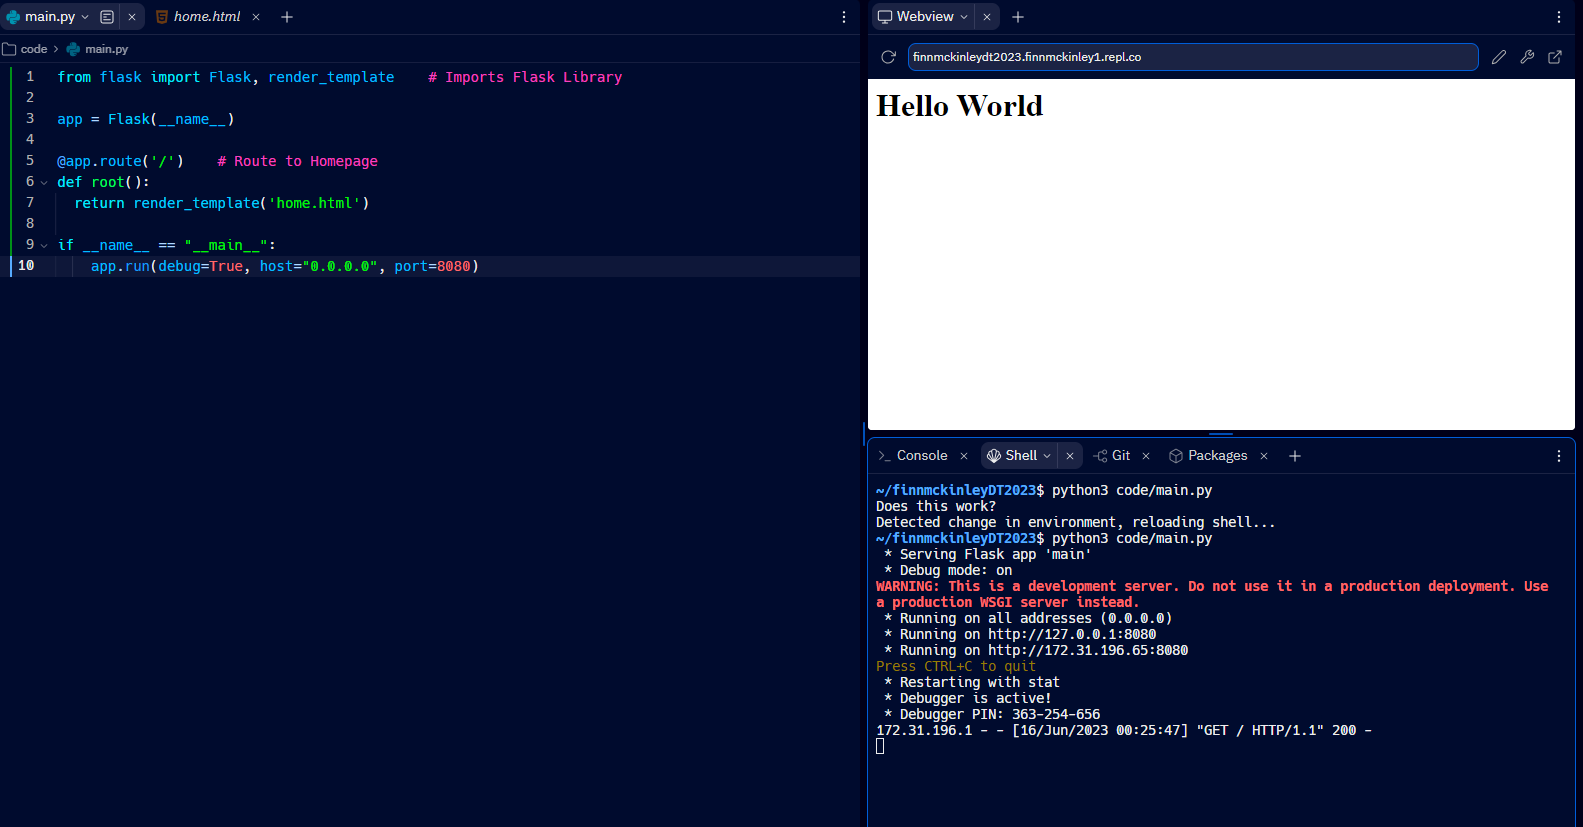 main.py
home.html
code > main.py
1 from flask import Flask, render_template    # Imports Flask Library
2
3 app = Flask(__name__)
4
5 @app.route('/')    # Route to Homepage
6 def root():
7   return render_template('home.html')
8
9 if __name__ == "__main__":
10     app.run(debug=True, host="0.0.0.0", port=8080)
Webview
finnmckinleydt2023.finnmckinley1.repl.co
Hello World
Console
Shell
Git
Packages
~/finnmckinleyDT2023$ python3 code/main.py
Does this work?
Detected change in environment, reloading shell...
~/finnmckinleyDT2023$ python3 code/main.py
 * Serving Flask app 'main'
 * Debug mode: on
WARNING: This is a development server. Do not use it in a production deployment. Use
a production WSGI server instead.
 * Running on all addresses (0.0.0.0)
 * Running on http://127.0.0.1:8080
 * Running on http://172.31.196.65:8080
Press CTRL+C to quit
 * Restarting with stat
 * Debugger is active!
 * Debugger PIN: 363-254-656
172.31.196.1 - - [16/Jun/2023 00:25:47] "GET / HTTP/1.1" 200 -